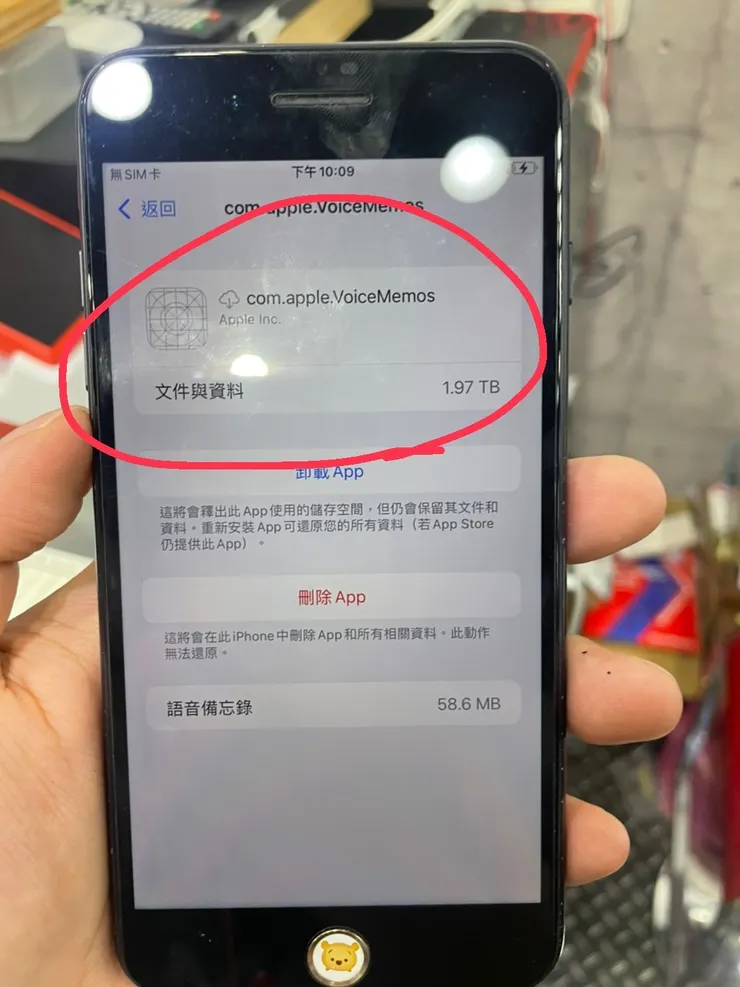 無 SIM 卡
下午10:09
返回
com.apple.VoiceMemos
com.apple.VoiceMemos
Apple Inc.
文件與資料
1.97 TB
卸載 App
這將會釋出此 App 使用的儲存空間，但仍會保留其文件和
資料。重新安裝 App 可還原您的所有資料（若 App Store
仍提供此 App）。
刪除 App
這將會在此 iPhone 中刪除 App 和所有相關資料。此動作
無法還原。
語音備忘錄
58.6 MB